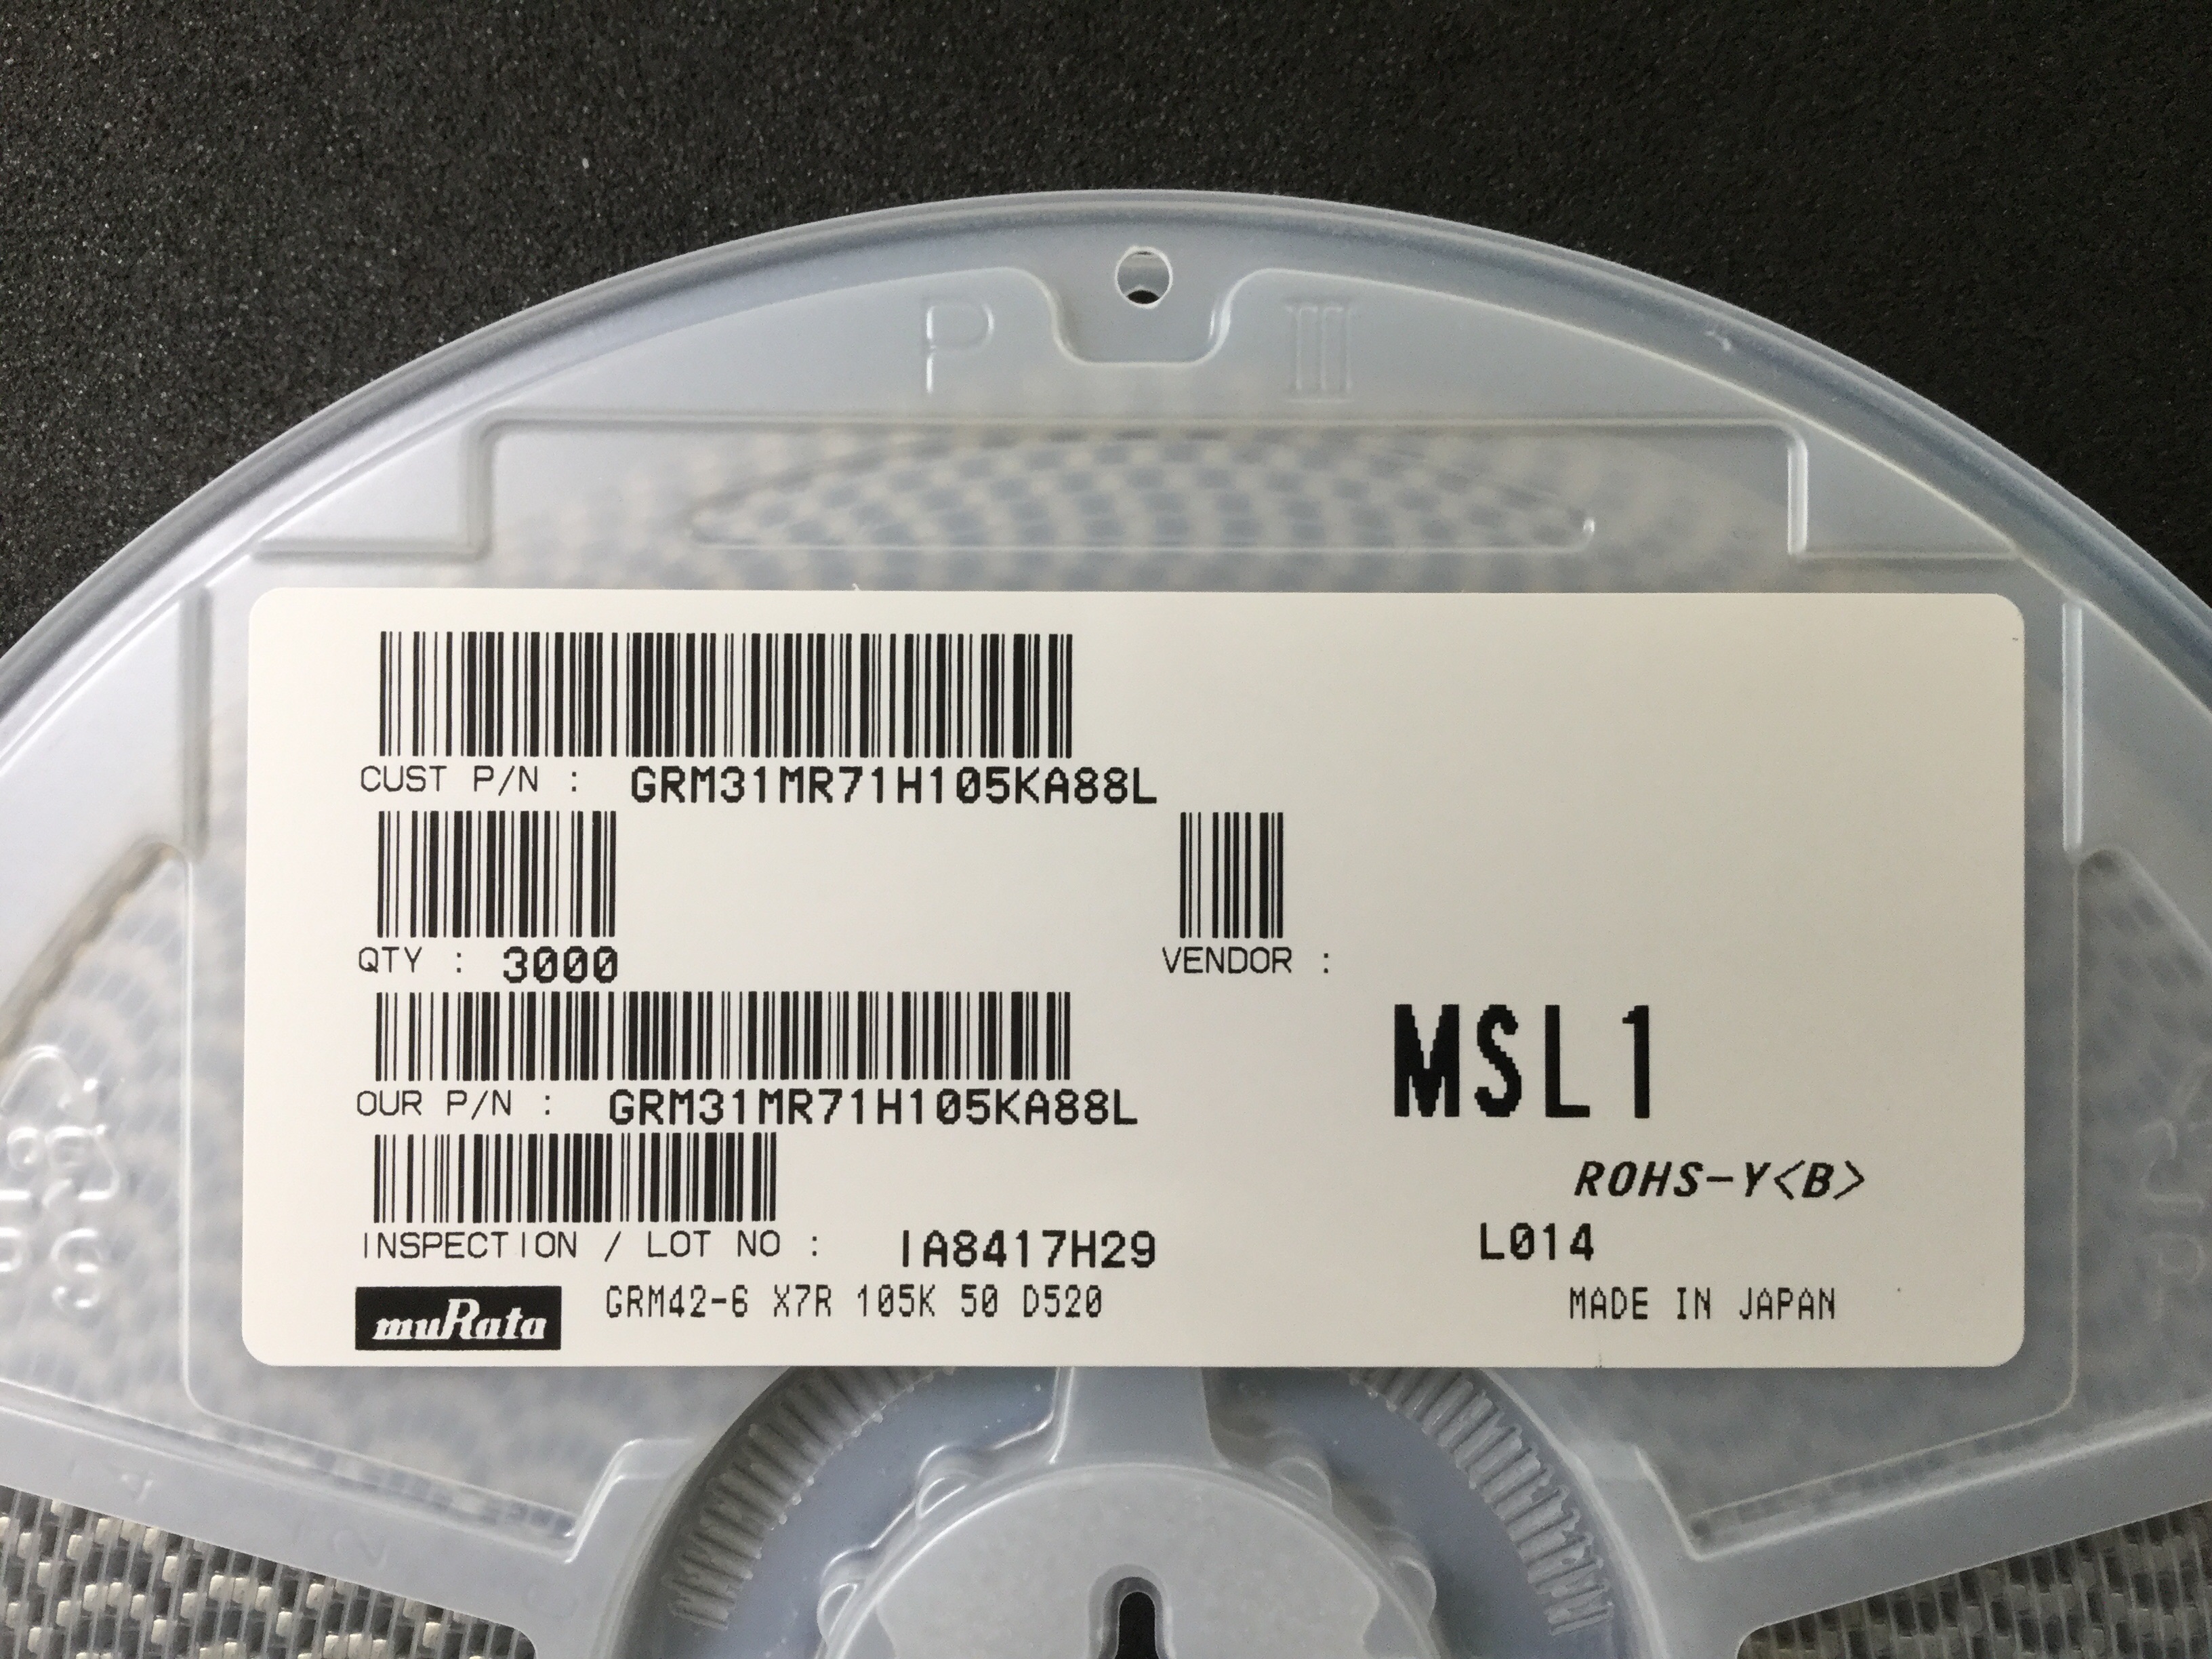 P III
CUST P/N : GRM31MR71H105KA88L
QTY : 3000
VENDOR :
OUR P/N : GRM31MR71H105KA88L
MSL1
ROHS-Y<B>
INSPECTION / LOT NO : IA8417H29
L014
muRata GRM42-6 X7R 105K 50 D520
MADE IN JAPAN